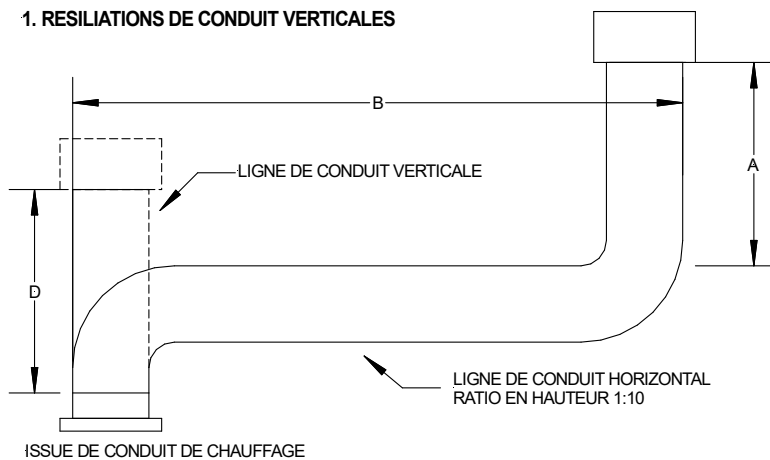 1. RESILIATIONS DE CONDUIT VERTICALES
B
LIGNE DE CONDUIT VERTICALE
A
D
LIGNE DE CONDUIT HORIZONTAL
RATIO EN HAUTEUR 1:10
ISSUE DE CONDUIT DE CHAUFFAGE